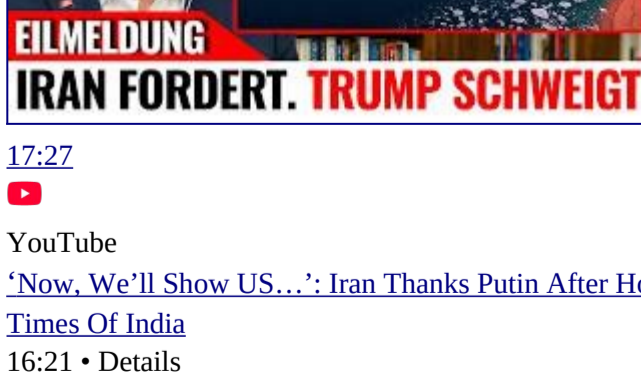 EILMELDUNG
IRAN FORDERT. TRUMP SCHWEIGT
17:27
YouTube
‘Now, We’ll Show US…’: Iran Thanks Putin After
Times Of India
16:21 • Details